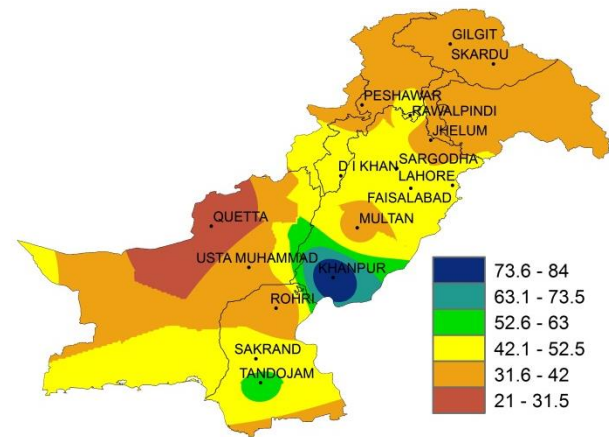 GILGIT
SKARDU
PESHAWAR
RAWALPINDI
JHELUM
D I KHAN
SARGODHA
LAHORE
FAISALABAD
MULTAN
QUETTA
USTA MUHAMMAD
KHANPUR
ROHRI
SAKRAND
TANDOJAM
73.6 - 84
63.1 - 73.5
52.6 - 63
42.1 - 52.5
31.6 - 42
21 - 31.5